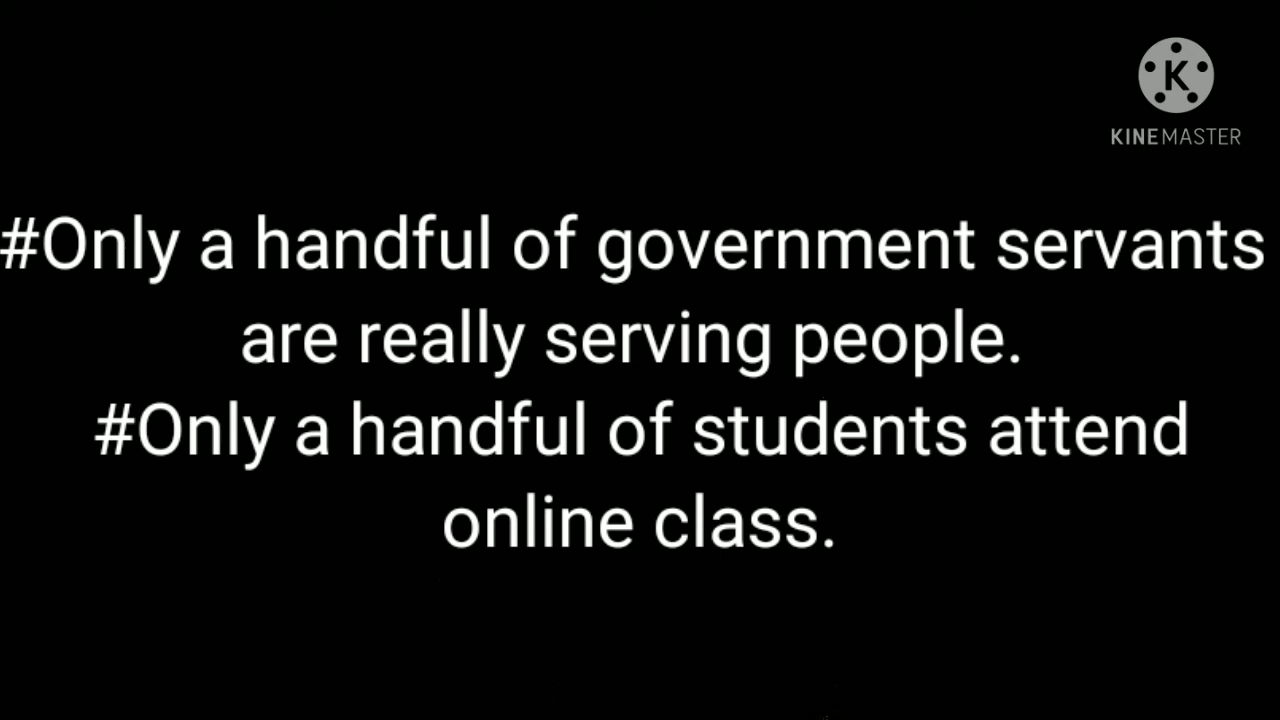 K
KINEMASTER
#Only a handful of government servants
are really serving people.
#Only a handful of students attend
online class.